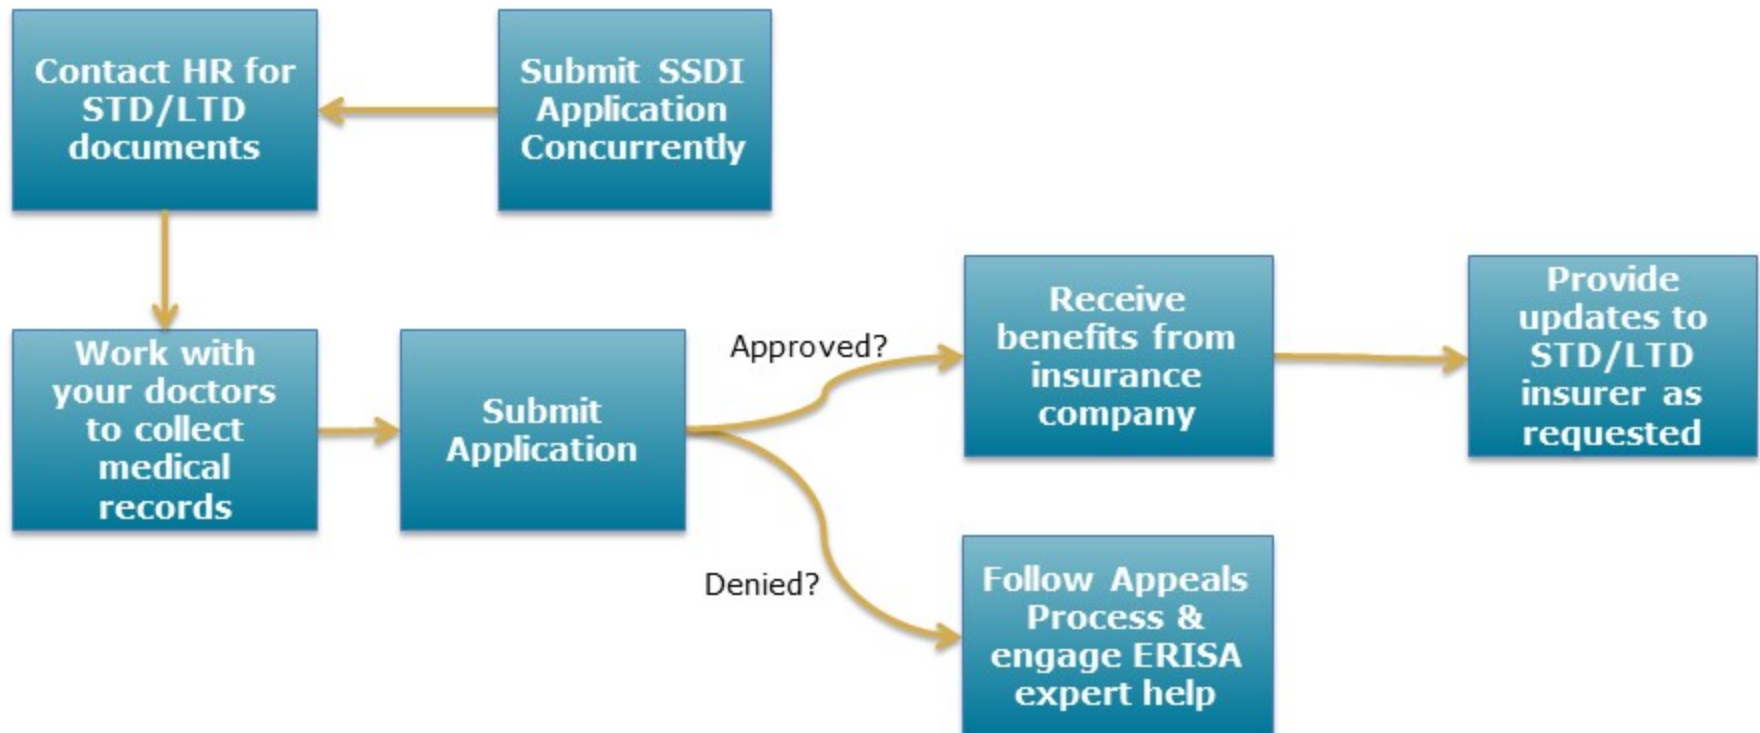 Contact HR for
STD/LTD
documents
Submit SSDI
Application
Concurrently
Work with
your doctors
to collect
medical
records
Submit
Application
Approved?
Receive
benefits from
insurance
company
Provide
updates to
STD/LTD
insurer as
requested
Denied?
Follow Appeals
Process &
engage ERISA
expert help